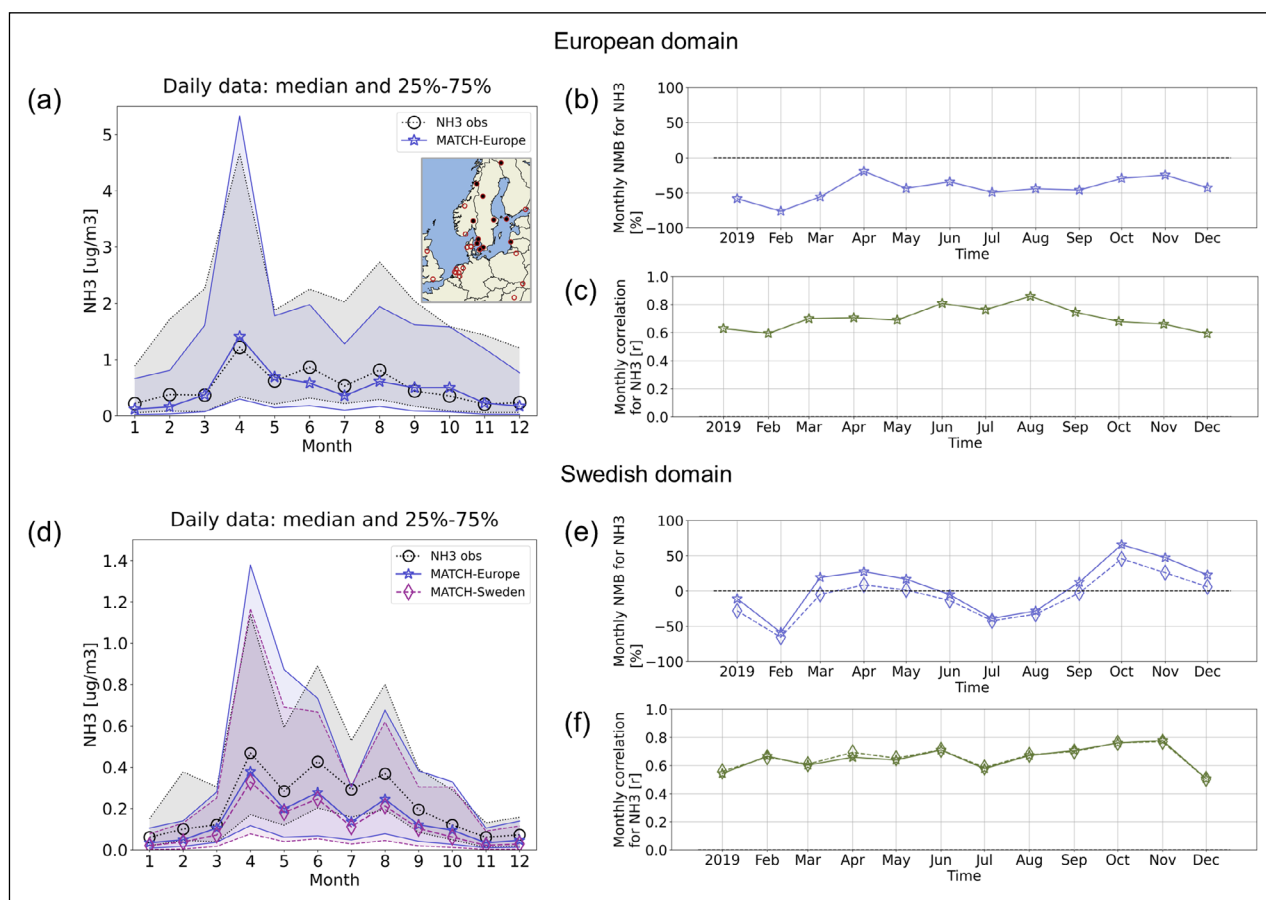 European domain
(a)
Daily data: median and 25%-75%
NH3 obs
MATCH-Europe
NH3 [ug/m3]
5
4
3
2
1
0
1 2 3 4 5 6 7 8 9 10 11 12
Month
(b)
Monthly NMB for NH3
[%]
100
50
0
−50
−100
2019 Feb Mar Apr May Jun Jul Aug Sep Oct Nov Dec
Time
(c)
Monthly correlation
for NH3 [r]
1.0
0.8
0.6
0.4
0.2
0.0
2019 Feb Mar Apr May Jun Jul Aug Sep Oct Nov Dec
Time
Swedish domain
(d)
Daily data: median and 25%-75%
NH3 obs
MATCH-Europe
MATCH-Sweden
NH3 [ug/m3]
1.4
1.2
1.0
0.8
0.6
0.4
0.2
0.0
1 2 3 4 5 6 7 8 9 10 11 12
Month
(e)
Monthly NMB for NH3
[%]
100
50
0
−50
−100
2019 Feb Mar Apr May Jun Jul Aug Sep Oct Nov Dec
Time
(f)
Monthly correlation
for NH3 [r]
1.0
0.8
0.6
0.4
0.2
0.0
2019 Feb Mar Apr May Jun Jul Aug Sep Oct Nov Dec
Time